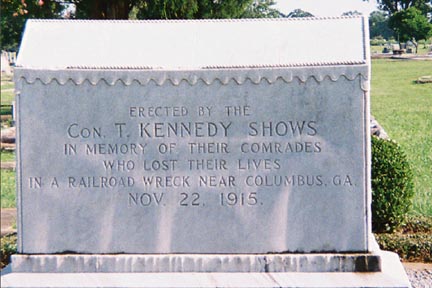 ERECTED BY THE
CON. T. KENNEDY SHOWS
IN MEMORY OF THEIR COMRADES
WHO LOST THEIR LIVES
IN A RAILROAD WRECK NEAR COLUMBUS, GA.
NOV. 22, 1915.